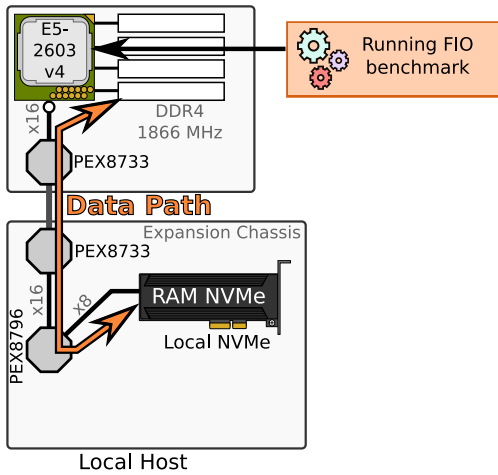 E5-
2603
v4
Running FIO
benchmark
x16
DDR4
1866 MHz
PEX8733
Data Path
Expansion Chassis
PEX8733
x16
x8
RAM NVMe
Local NVMe
PEX8796
Local Host